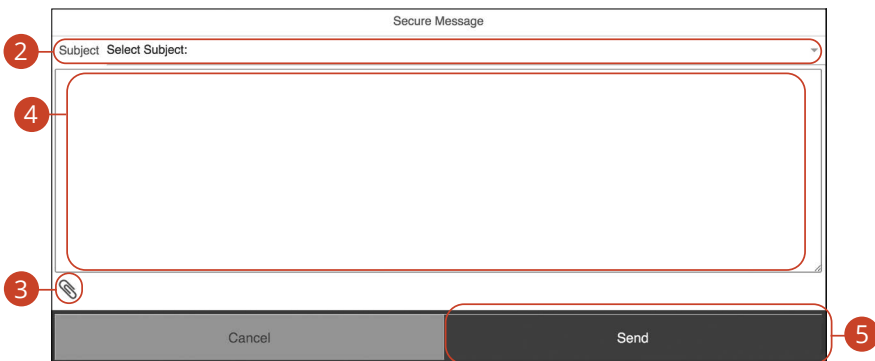 Secure Message
2 Subject Select Subject:
4
3
Cancel Send 5